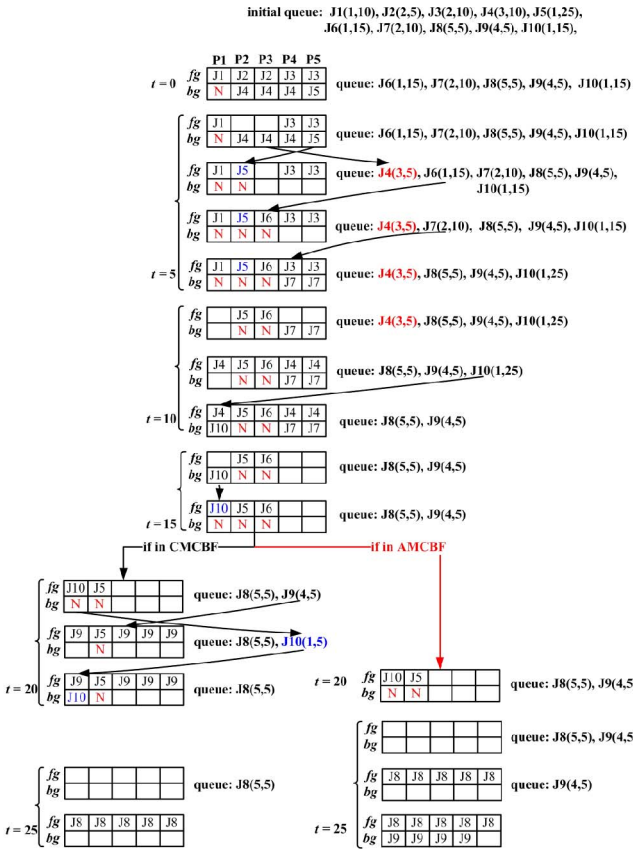 initial queue: J1(1,10), J2(2,5), J3(2,10), J4(3,10), J5(1,25),
J6(1,15), J7(2,10), J8(5,5), J9(4,5), J10(1,15),
P1 P2 P3 P4 P5
fg J1 J2 J2 J3 J3
t = 0 queue: J6(1,15), J7(2,10), J8(5,5), J9(4,5), J10(1,15)
bg N J4 J4 J4 J5
fg J1 J3 J3
queue: J6(1,15), J7(2,10), J8(5,5), J9(4,5), J10(1,15)
bg N J4 J4 J4 J5
fg J1 J5 J3 J3
queue: J4(3,5), J6(1,15), J7(2,10), J8(5,5), J9(4,5),
bg N N
J10(1,15)
fg J1 J5 J6 J3 J3
queue: J4(3,5), J7(2,10), J8(5,5), J9(4,5), J10(1,15)
bg N N N
fg J1 J5 J6 J3 J3
t = 5 queue: J4(3,5), J8(5,5), J9(4,5), J10(1,25)
bg N N N J7 J7
fg J5 J6
queue: J4(3,5), J8(5,5), J9(4,5), J10(1,25)
bg N N J7 J7
fg J4 J5 J6 J4 J4
queue: J8(5,5), J9(4,5), J10(1,25)
bg N N J7 J7
fg J4 J5 J6 J4 J4
t = 10 queue: J8(5,5), J9(4,5)
bg J10 N N J7 J7
fg J5 J6
queue: J8(5,5), J9(4,5)
bg J10 N N
fg J10 J5 J6
queue: J8(5,5), J9(4,5)
t = 15 bg N N N
if in CMCBF if in AMCBF
fg J10 J5
queue: J8(5,5), J9(4,5)
bg N N
fg J9 J5 J9 J9 J9
queue: J8(5,5), J10(1,5)
bg N
fg J9 J5 J9 J9 J9
t = 20 queue: J8(5,5)
bg J10 N
fg J10 J5
t = 20 queue: J8(5,5), J9(4,5
bg N N
fg
queue: J8(5,5), J9(4,5
bg
fg
queue: J8(5,5)
bg
fg J8 J8 J8 J8 J8
queue: J9(4,5)
bg
fg J8 J8 J8 J8 J8
t = 25 bg
fg J8 J8 J8 J8 J8
t = 25 bg J9 J9 J9 J9